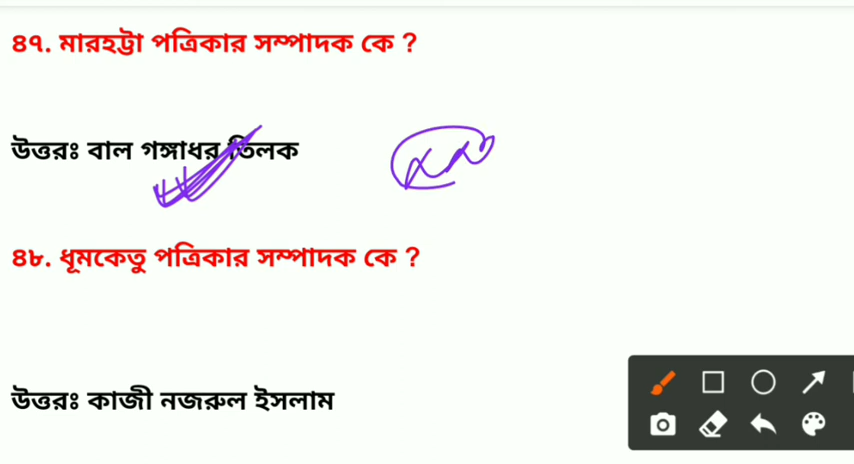 ৪৭. মারহট্টা পত্রিকার সম্পাদক কে ?
উত্তরঃ বাল গঙ্গাধর তিলক
৪৮. ধূমকেতু পত্রিকার সম্পাদক কে ?
উত্তরঃ কাজী নজরুল ইসলাম